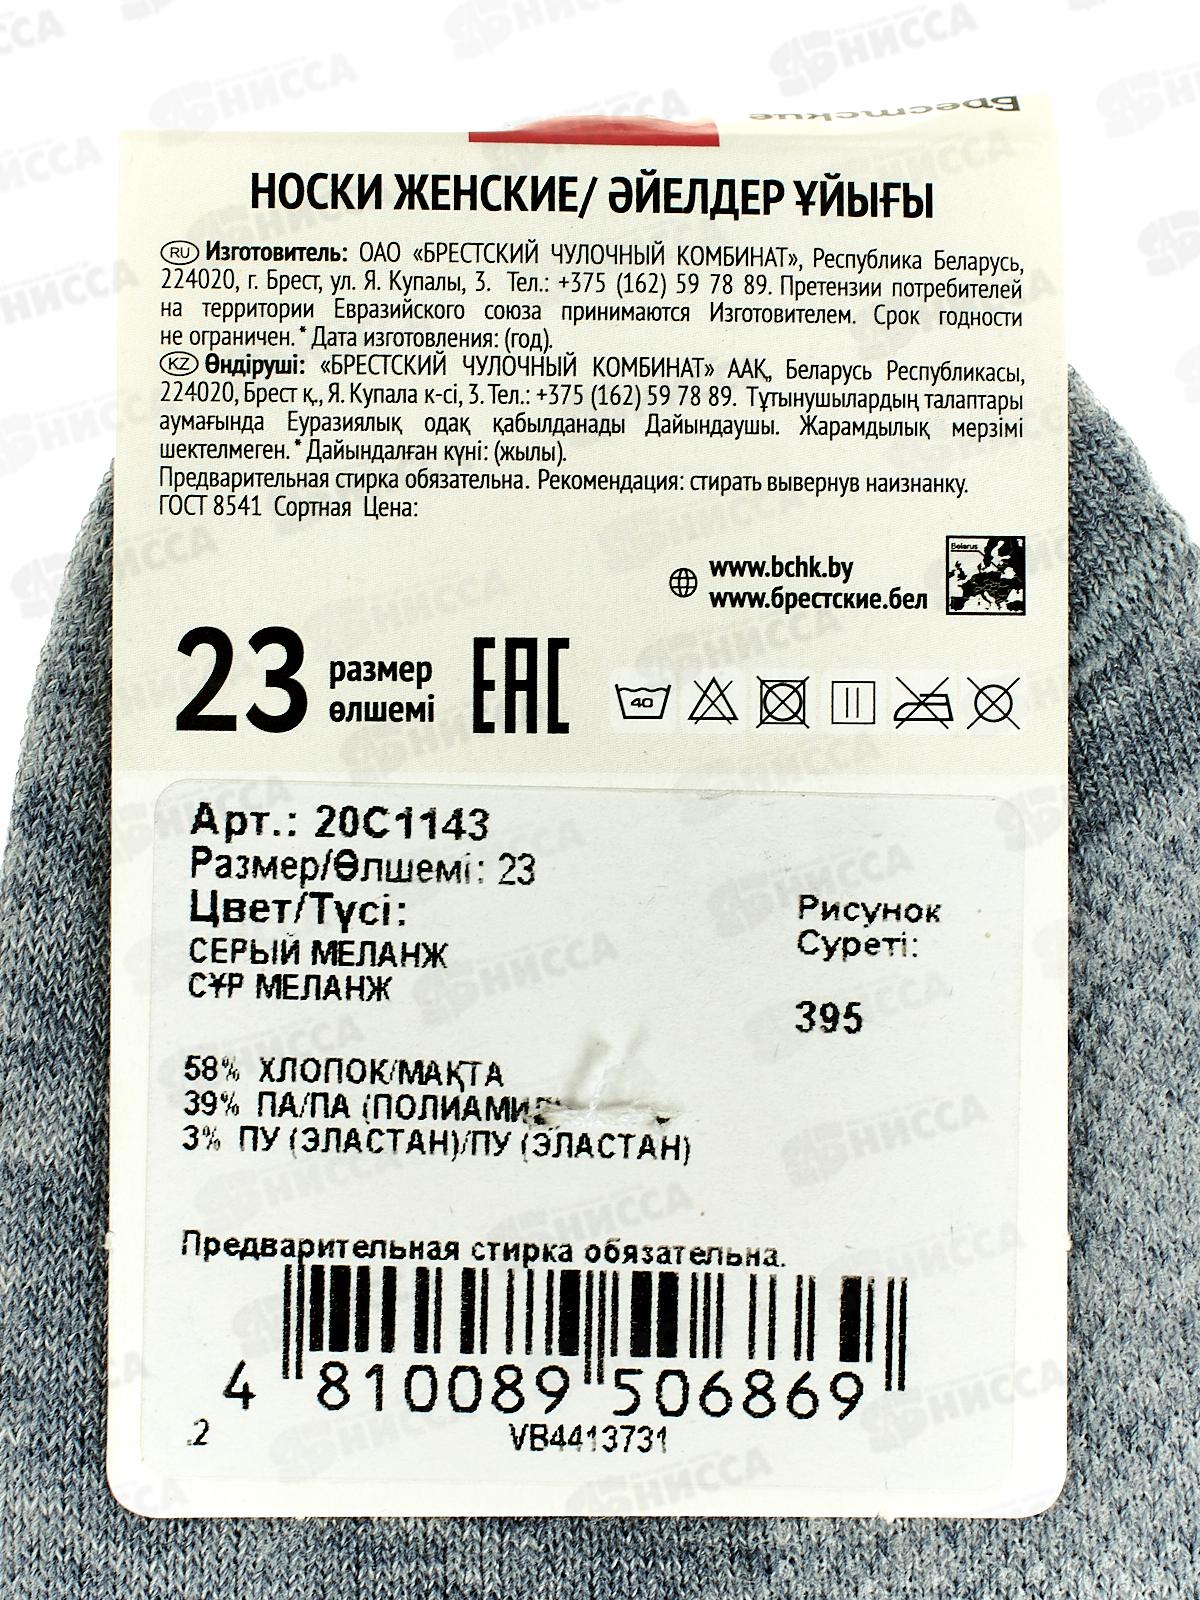 Брестские
НОСКИ ЖЕНСКИЕ/ ӘЙЕЛДЕР ҰЙЫҒЫ
RU Изготовитель: ОАО «БРЕСТСКИЙ ЧУЛОЧНЫЙ КОМБИНАТ», Республика Беларусь,
224020, г. Брест, ул. Я. Купалы, 3. Тел.: +375 (162) 59 78 89. Претензии потребителей
на территории Евразийского союза принимаются Изготовителем. Срок годности
не ограничен. * Дата изготовления: (год).
KZ Өндіруші: «БРЕСТСКИЙ ЧУЛОЧНЫЙ КОМБИНАТ» ААҚ, Беларусь Республикасы,
224020, Брест қ., Я. Купала к-сі, 3. Тел.: +375 (162) 59 78 89. Тұтынушылардың талаптары
аумағында Еуразиялық одақ қабылданады Дайындаушы. Жарамдылық мерзімі
шектелмеген. * Дайындалған күні: (жылы).
Предварительная стирка обязательна. Рекомендация: стирать вывернув наизнанку.
ГОСТ 8541 Сортная Цена:
www.bchk.by
www.брестские.бел
Belarus
23 размер
өлшемі
EAC
40
Арт.: 20С1143
Размер/Өлшемі: 23
Цвет/Түсі:
СЕРЫЙ МЕЛАНЖ
СҰР МЕЛАНЖ
Рисунок
Суреті:
395
58% ХЛОПОК/МАҚТА
39% ПА/ПА (ПОЛИАМИ
3% ПУ (ЭЛАСТАН)/ПУ (ЭЛАСТАН)
Предварительная стирка обязательна.
4 810089 506869
.2
VB4413731
НИССА